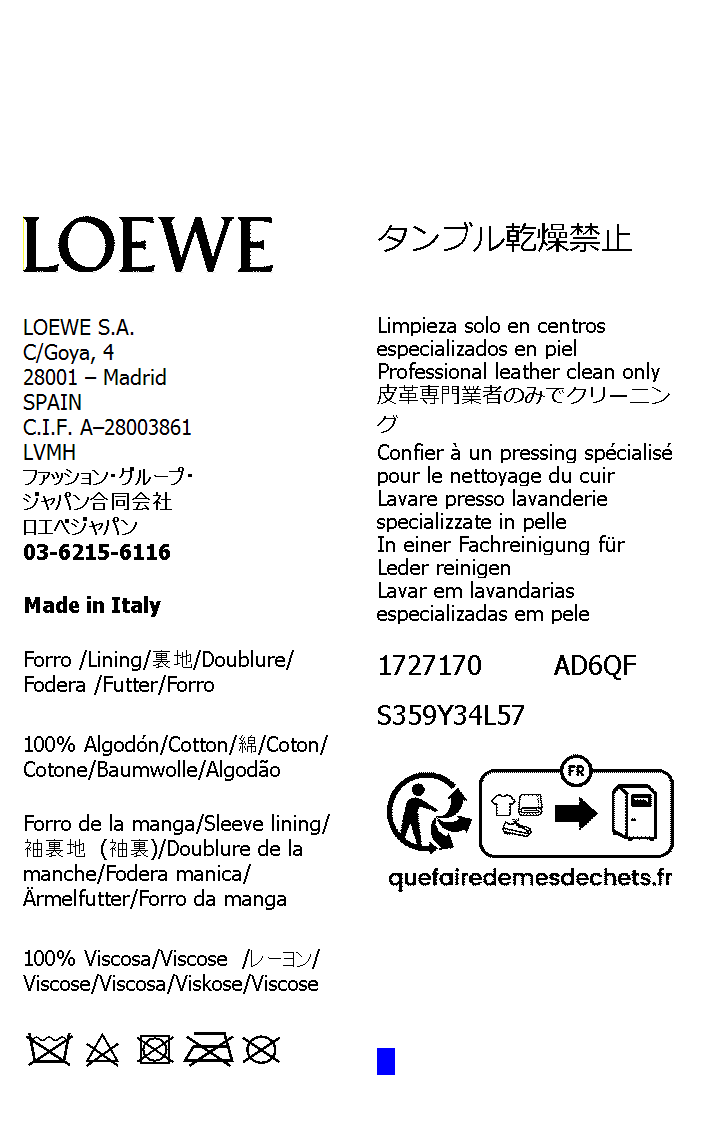 LOEWE
LOEWE S.A.
C/Goya, 4
28001 – Madrid
SPAIN
C.I.F. A–28003861
LVMH
ファッション・グループ・
ジャパン合同会社
ロエベジャパン
03-6215-6116
Made in Italy
Forro /Lining/裏地/Doublure/
Fodera /Futter/Forro
100% Algodón/Cotton/綿/Coton/
Cotone/Baumwolle/Algodão
Forro de la manga/Sleeve lining/
袖裏地 (袖裏)/Doublure de la
manche/Fodera manica/
Ärmelfutter/Forro da manga
100% Viscosa/Viscose /レーヨン/
Viscose/Viscosa/Viskose/Viscose
タンブル乾燥禁止
Limpieza solo en centros
especializados en piel
Professional leather clean only
皮革専門業者のみでクリーニン
グ
Confier à un pressing spécialisé
pour le nettoyage du cuir
Lavare presso lavanderie
specializzate in pelle
In einer Fachreinigung für
Leder reinigen
Lavar em lavandarias
especializadas em pele
1727170 AD6QF
S359Y34L57
FR
quefairedemesdechets.fr